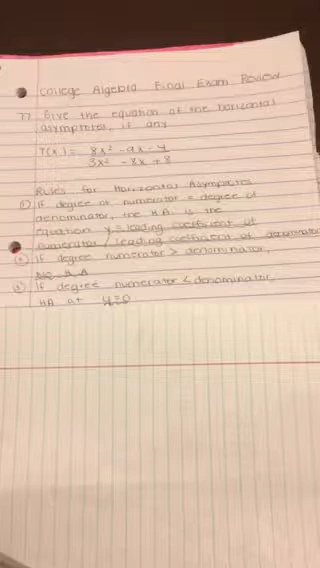 College Algebra Final Exam Review
77. Give the equation of the horizontal
asymptotes, if any
T(x) = 8x² - 9x - 4
3x² - 8x + 8
Rules for Horizontal Asymptotes
① If degree of numerator = degree of
denominator, the H.A. is the
equation y = leading coefficient of
numerator / leading coefficient of denominator
If degree numerator > denominator,
No H.A
③ If degree numerator < denominator,
HA at y=0